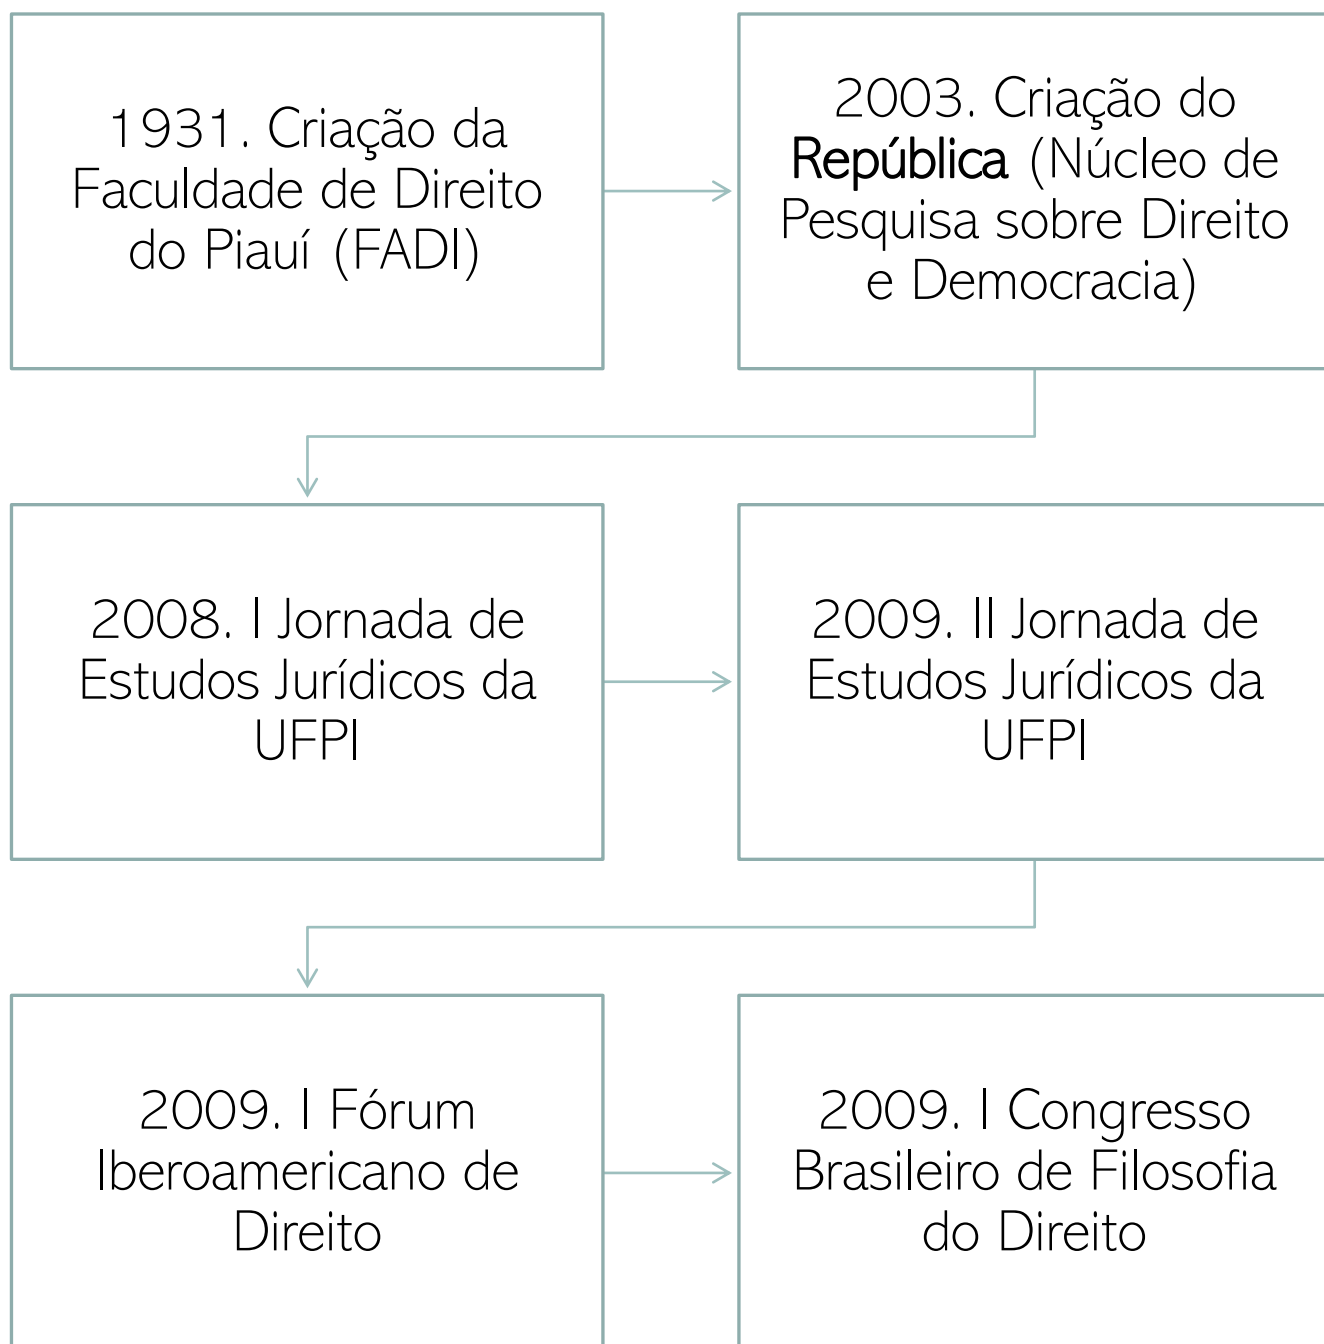 1931. Criação da
Faculdade de Direito
do Piauí (FADI)
2003. Criação do
República (Núcleo de
Pesquisa sobre Direito
e Democracia)
2008. I Jornada de
Estudos Jurídicos da
UFPI
2009. II Jornada de
Estudos Jurídicos da
UFPI
2009. I Fórum
Iberoamericano de
Direito
2009. I Congresso
Brasileiro de Filosofia
do Direito